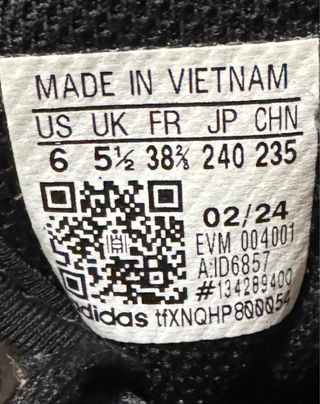 MADE IN VIETNAM
US UK FR JP CHN
6 5½ 38⅔ 240 235
02/24
EVM 004001
A:ID6857
#134289400
adidas tfXNQHP800054